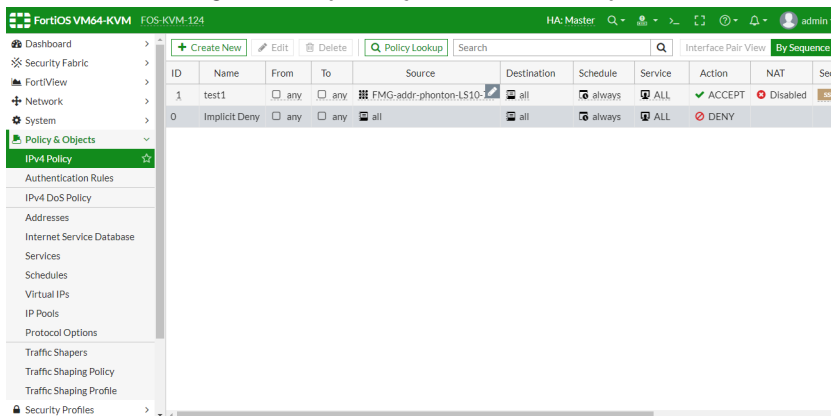 FortiOS VM64-KVM FOS-KVM-124 HA: Master admin
Dashboard
Security Fabric
FortiView
Network
System
Policy & Objects
IPv4 Policy
Authentication Rules
IPv4 DoS Policy
Addresses
Internet Service Database
Services
Schedules
Virtual IPs
IP Pools
Protocol Options
Traffic Shapers
Traffic Shaping Policy
Traffic Shaping Profile
Security Profiles
+ Create New Edit Delete Policy Lookup Search Interface Pair View By Sequence
ID Name From To Source Destination Schedule Service Action NAT
1 test1 any any FMG-addr-phonton-LS10- all always ALL ACCEPT Disabled
0 Implicit Deny any any all all always ALL DENY